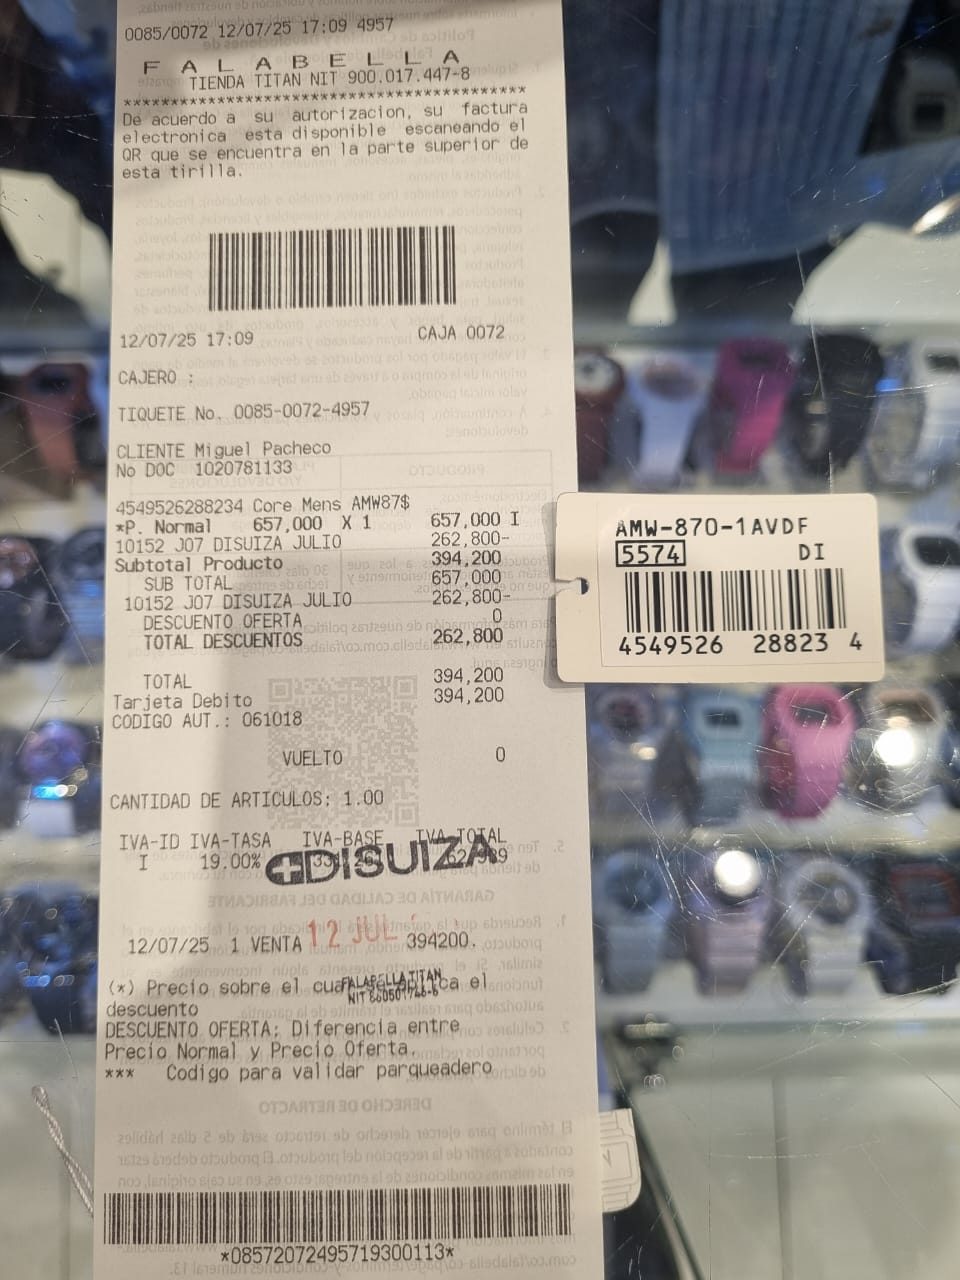 0085/0072 12/07/25 17:09 4957
F A L A B E L L A
TIENDA TITAN NIT 900.017.447-8
******************************************
De acuerdo a su autorizacion, su factura
electronica esta disponible escaneando el
QR que se encuentra en la parte superior de
esta tirilla.
12/07/25 17:09 CAJA 0072
CAJERO :
TIQUETE No. 0085-0072-4957
CLIENTE Miguel Pacheco
No DOC 1020781133
4549526288234 Core Mens AMW87$
*P. Normal 657,000 X 1 657,000 I
10152 J07 DISUIZA JULIO 262,800-
Subtotal Producto 394,200
SUB TOTAL 657,000
10152 J07 DISUIZA JULIO 262,800-
DESCUENTO OFERTA 0
TOTAL DESCUENTOS 262,800
TOTAL 394,200
Tarjeta Debito 394,200
CODIGO AUT.: 061018
VUELTO 0
CANTIDAD DE ARTICULOS: 1.00
IVA-ID IVA-TASA IVA-BASE IVA-TOTAL
I 19.00%
DISUIZA
12/07/25 1 VENTA 394200.
12 JUL
(*) Precio sobre el cual aplica el
FALABELLA TITAN
descuento
DESCUENTO OFERTA: Diferencia entre
Precio Normal y Precio Oferta.
*** Codigo para validar parqueadero
*08572072495719300113*
AMW-870-1AVDF
5574 DI
4549526 28823 4